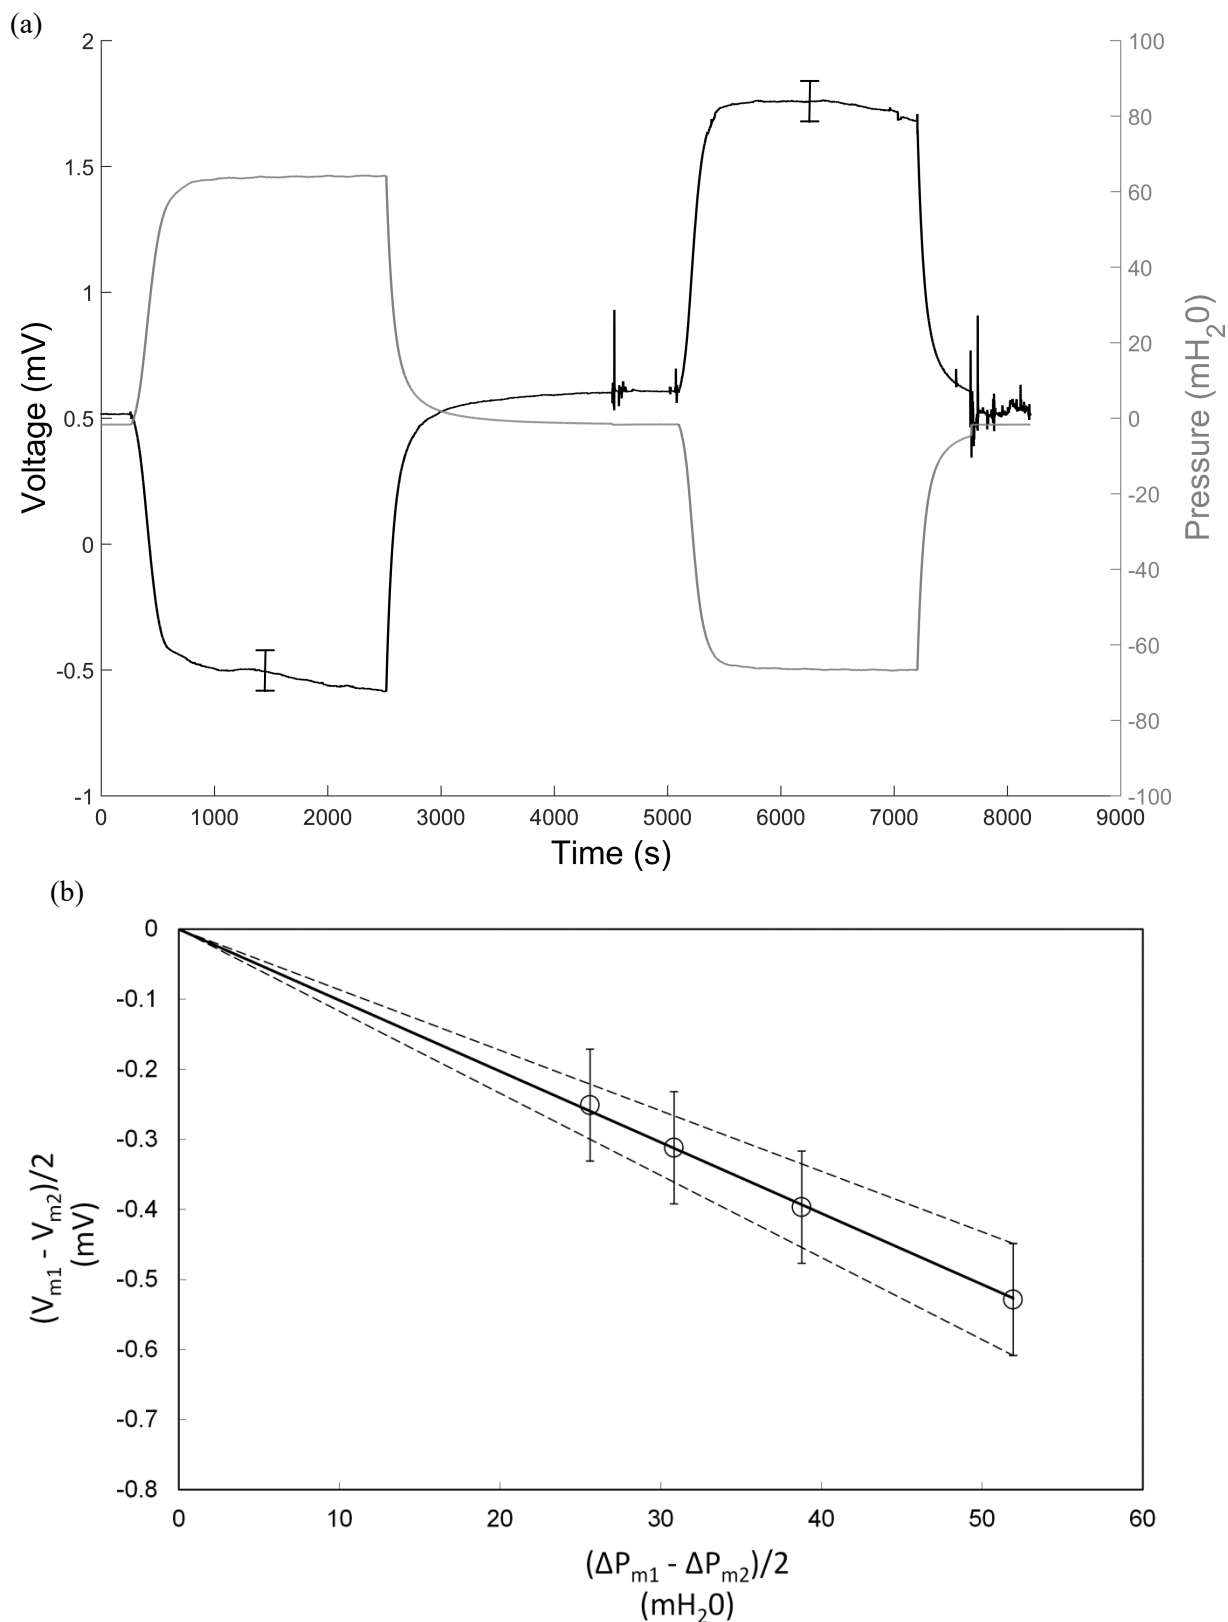 (a)
2
1.5
1
0.5
0
-0.5
-1
Voltage (mV)
100
80
60
40
20
0
-20
-40
-60
-80
-100
Pressure (mH20)
0 1000 2000 3000 4000 5000 6000 7000 8000 9000
Time (s)
(b)
0
-0.1
-0.2
-0.3
-0.4
-0.5
-0.6
-0.7
-0.8
(Vm1 - Vm2)/2
(mV)
0 10 20 30 40 50 60
(ΔPm1 - ΔPm2)/2
(mH20)